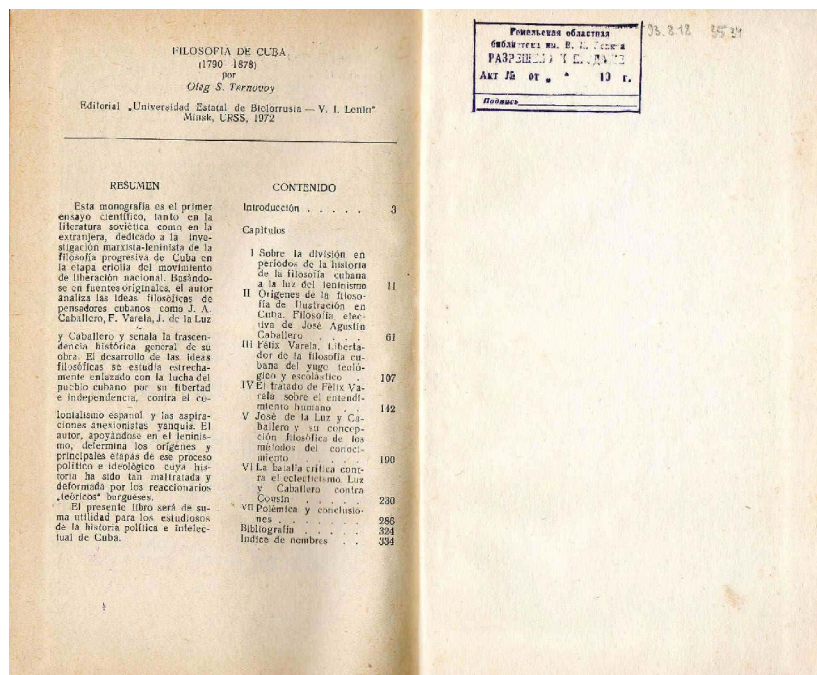 FILOSOFIA DE CUBA
(1790 1878)
por
Oleg S. Ternovoy
Editorial „Universidad Estatal de Bielorrusia — V. I. Lenin"
Minsk, URSS, 1972
RESUMEN
Esta monografía es el primer
ensayo científico, tanto en la
literatura soviética como en la
extranjera, dedicado a la inve-
stigación marxista-leninista de la
filosofía progresiva de Cuba en
la etapa criolla del movimiento
de liberación nacional. Basándo-
se en fuentes originales, el autor
analiza las ideas filosóficas de
pensadores cubanos como J. A.
Caballero, F. Varela, J. de la Luz
y Caballero y señala la trascen-
dencia histórica general de su
obra. El desarrollo de las ideas
filosóficas se estudia estrecha-
mente enlazado con la lucha del
pueblo cubano por su libertad
e independencia, contra el co-
lonialismo español y las aspira-
ciones anexionistas yanquis. El
autor, apoyándose en el leninis-
mo, determina los orígenes y
principales etapas de ese proceso
político e ideológico cuya his-
toria ha sido tan maltratada y
deformada por los reaccionarios
„teóricos" burgueses.
El presente libro será de su-
ma utilidad para los estudiosos
de la historia política e intelec-
tual de Cuba.
CONTENIDO
Introducción . . . . . 3
Capítulos
I Sobre la división en
períodos de la historia
de la filosofía cubana
a la luz del leninismo 11
II Orígenes de la filoso-
fía de Ilustración en
Cuba. Filosofía elec-
tiva de José Agustín
Caballero . . . . 61
III Félix Varela. Liberta-
dor de la filosofía cu-
bana del yugo teoló-
gico y escolástico . 107
IV El tratado de Félix Va-
rela sobre el entendi-
miento humano . . 142
V José de la Luz y Ca-
ballero y su concep-
ción filosófica de los
métodos del conoci-
miento . . . . . 190
VI La batalla crítica cont-
ra el eclecticismo. Luz
y Caballero contra
Cousin . . . . . 230
VII Polémica y conclusio-
nes . . . . . . . 286
Bibliografía . . . . . 324
Indice de nombres . . 334
Гомельская областная
библиотека им. В. И. Ленина
АКТ № от „ " 19 г.
Подпись
93.8.18 3534